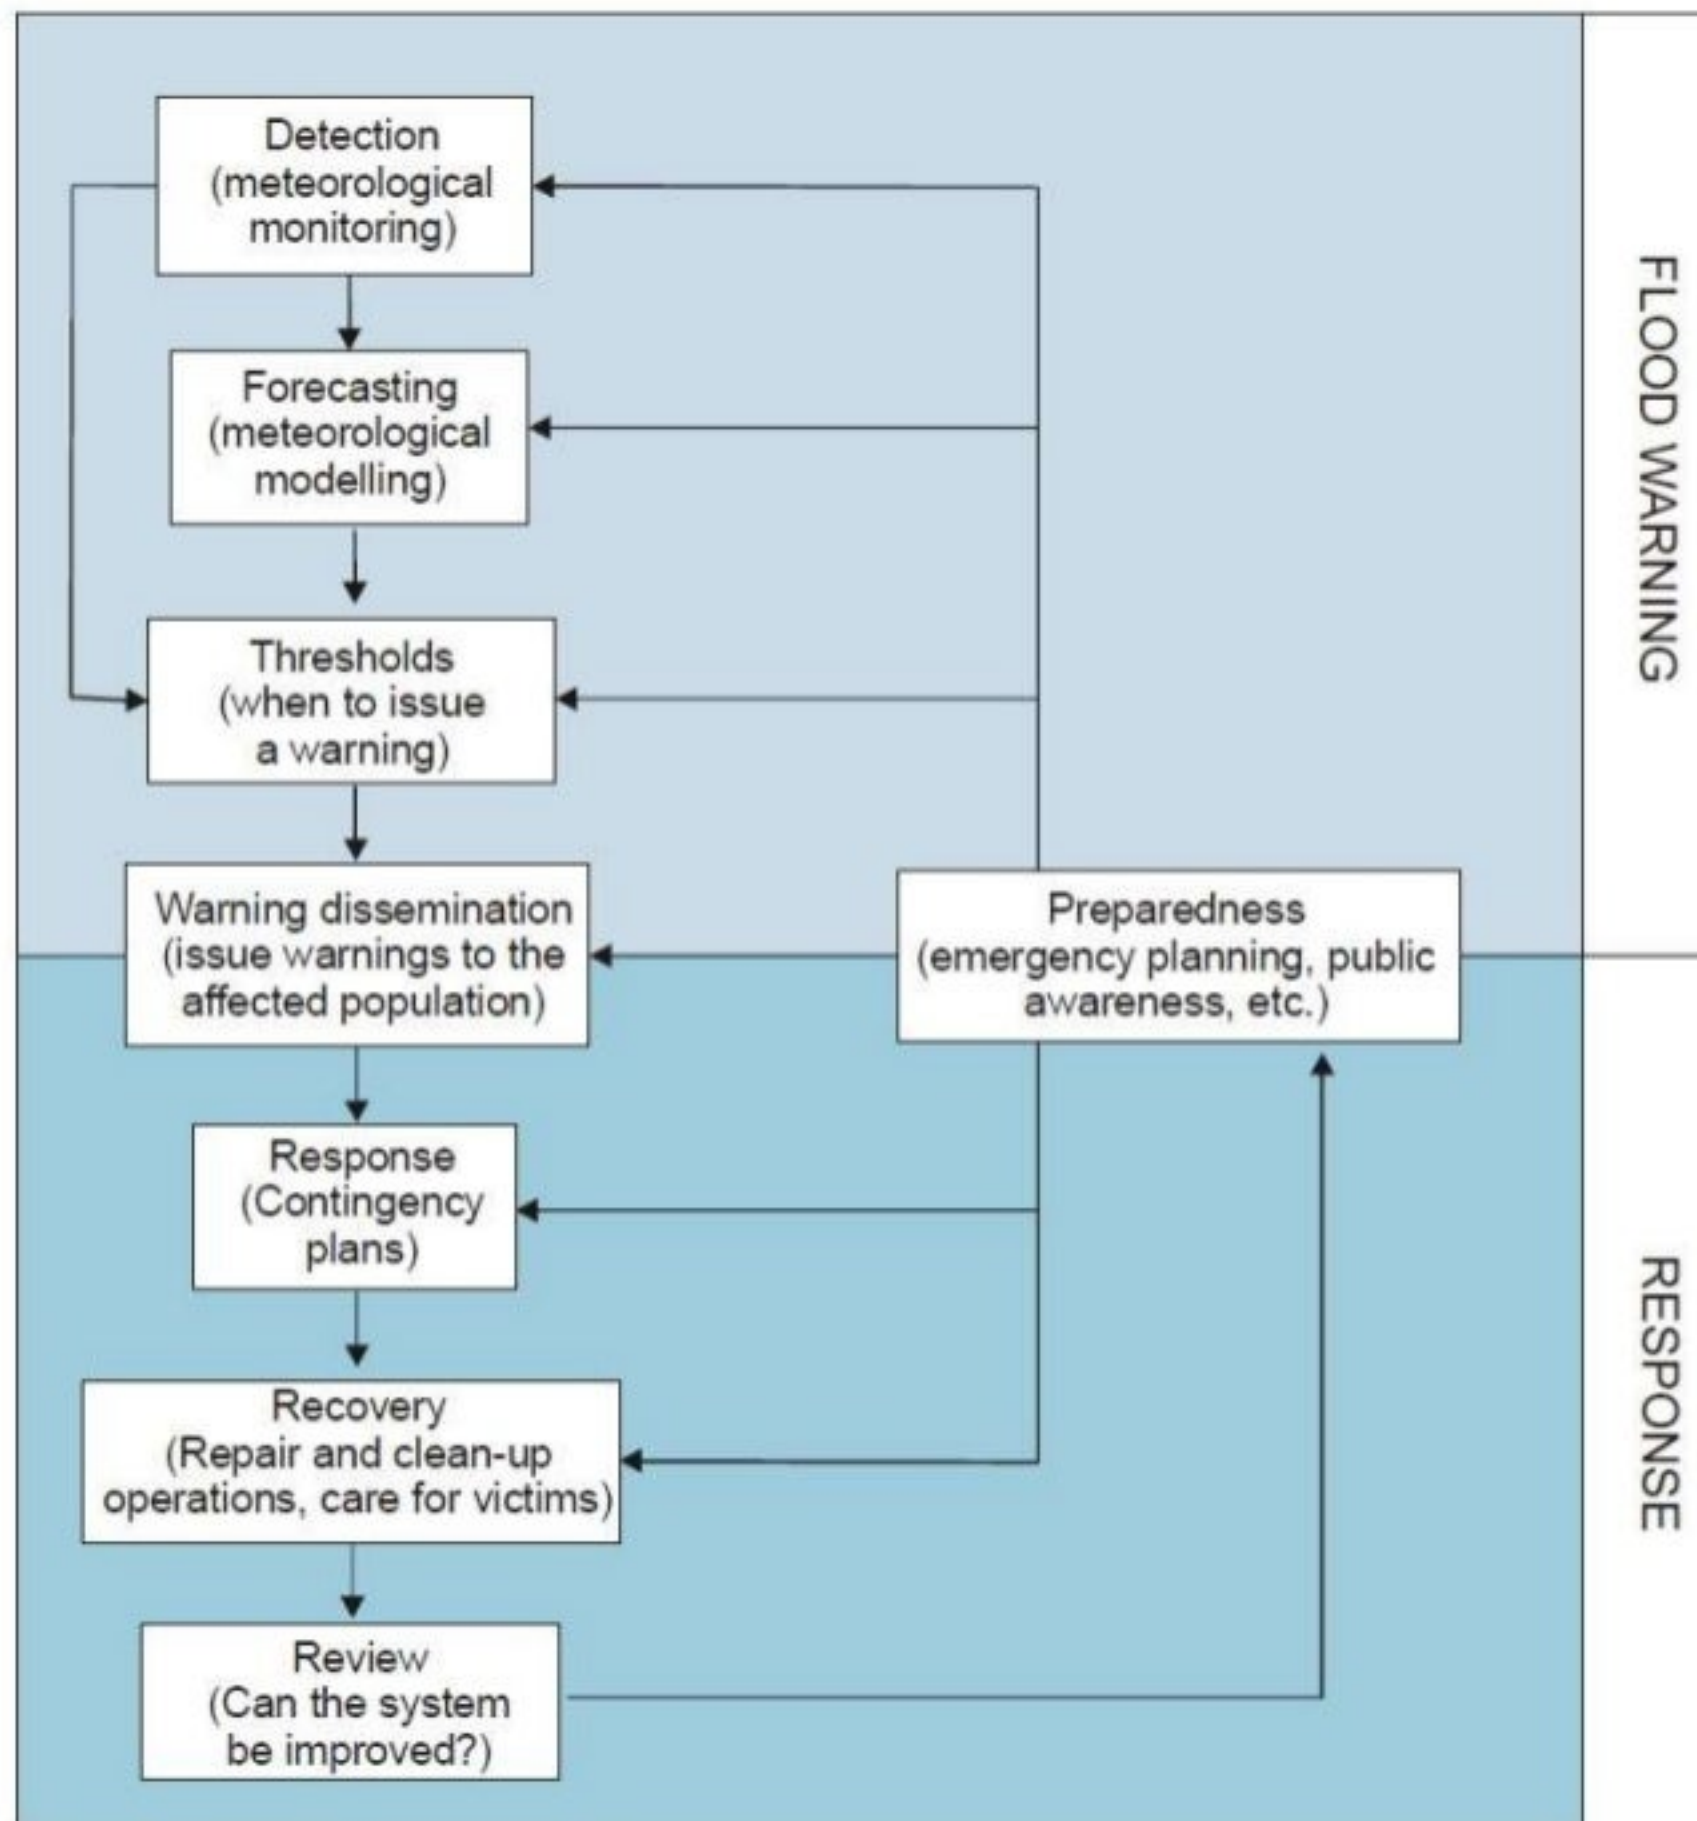 Detection
(meteorological
monitoring)
Forecasting
(meteorological
modelling)
Thresholds
(when to issue
a warning)
Warning dissemination
(issue warnings to the
affected population)
Preparedness
(emergency planning, public
awareness, etc.)
Response
(Contingency
plans)
Recovery
(Repair and clean-up
operations, care for victims)
Review
(Can the system
be improved?)
FLOOD WARNING
RESPONSE